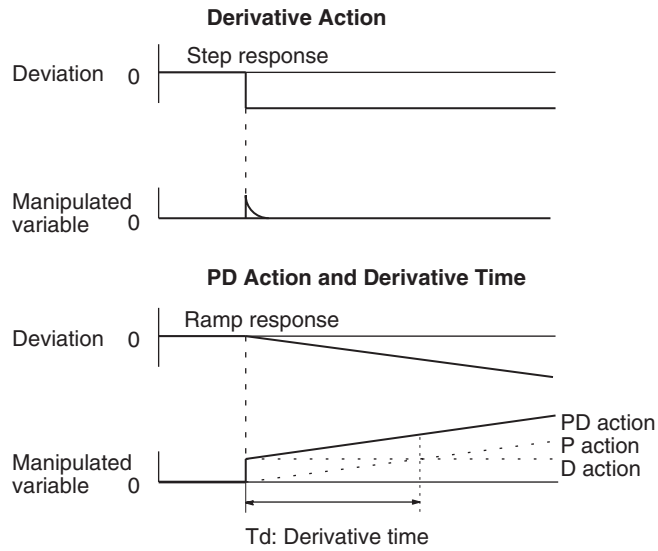 Derivative Action
Step response
Deviation 0
Manipulated
variable 0
PD Action and Derivative Time
Ramp response
Deviation 0
PD action
P action
D action
Manipulated
variable 0
Td: Derivative time